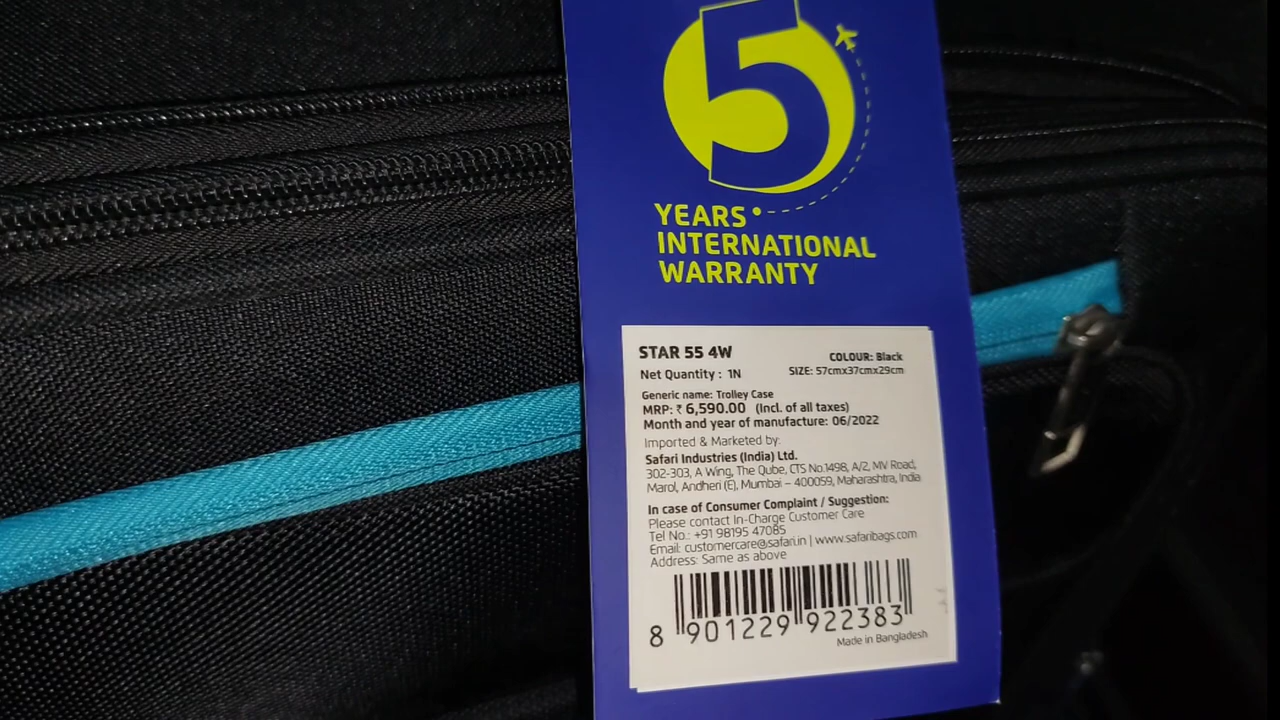 5
YEARS
INTERNATIONAL
WARRANTY
STAR 55 4W
COLOUR: Black
Net Quantity : 1N
SIZE: 57cmx37cmx29cm
Generic name: Trolley Case
MRP: ₹ 6,590.00 (Incl. of all taxes)
Month and year of manufacture: 06/2022
Imported & Marketed by:
Safari Industries (India) Ltd.
302-303, A Wing, The Qube, CTS No.1498, A/2, MV Road,
Marol, Andheri (E), Mumbai – 400059, Maharashtra, India
In case of Consumer Complaint / Suggestion:
Please contact In-Charge Customer Care
Tel No.: +91 98195 47085
Email: customercare@safari.in | www.safaribags.com
Address: Same as above
8 901229 922383
Made in Bangladesh